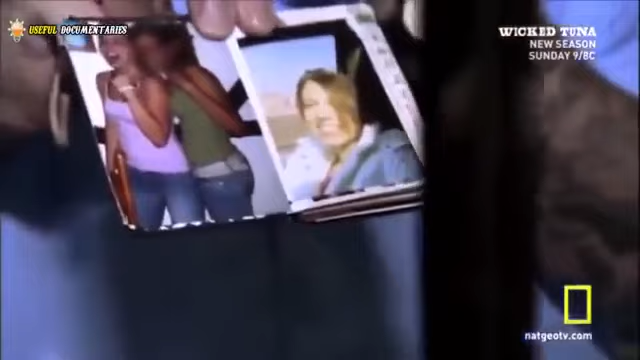 USEFUL DOCUMENTARIES
WICKED TUNA
NEW SEASON
SUNDAY 9/8C
natgeotv.com